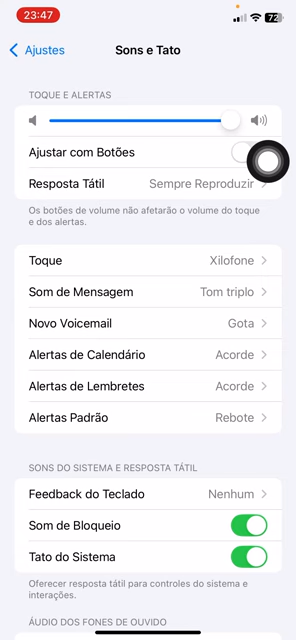 23:47
72
Ajustes
Sons e Tato
TOQUE E ALERTAS
Ajustar com Botões
Resposta Tátil Sempre Reproduzir
Os botões de volume não afetarão o volume do toque
e dos alertas.
Toque Xilofone
Som de Mensagem Tom triplo
Novo Voicemail Gota
Alertas de Calendário Acorde
Alertas de Lembretes Acorde
Alertas Padrão Rebote
SONS DO SISTEMA E RESPOSTA TÁTIL
Feedback do Teclado Nenhum
Som de Bloqueio
Tato do Sistema
Oferecer resposta tátil para controles do sistema e
interações.
ÁUDIO DOS FONES DE OUVIDO